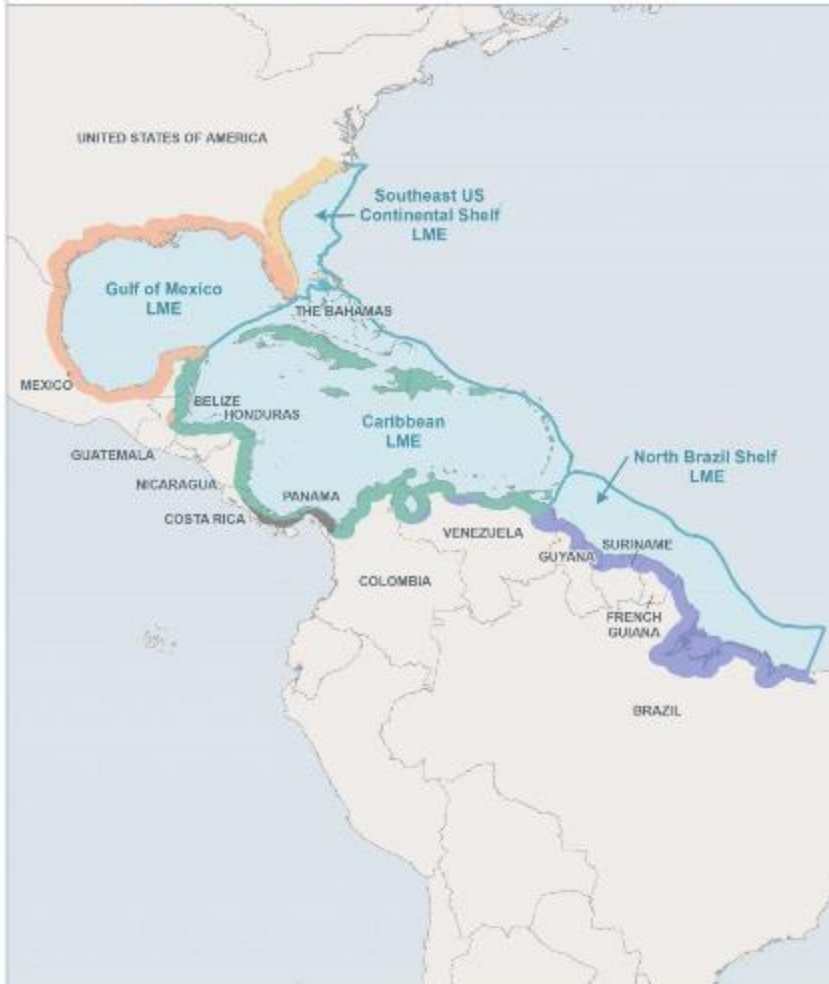 UNITED STATES OF AMERICA
Southeast US
Continental Shelf
LME
Gulf of Mexico
LME
THE BAHAMAS
MEXICO
BELIZE
HONDURAS
Caribbean
LME
GUATEMALA
North Brazil Shelf
LME
NICARAGUA
PANAMA
COSTA RICA
VENEZUELA
SURINAME
GUYANA
COLOMBIA
FRENCH
GUIANA
BRAZIL